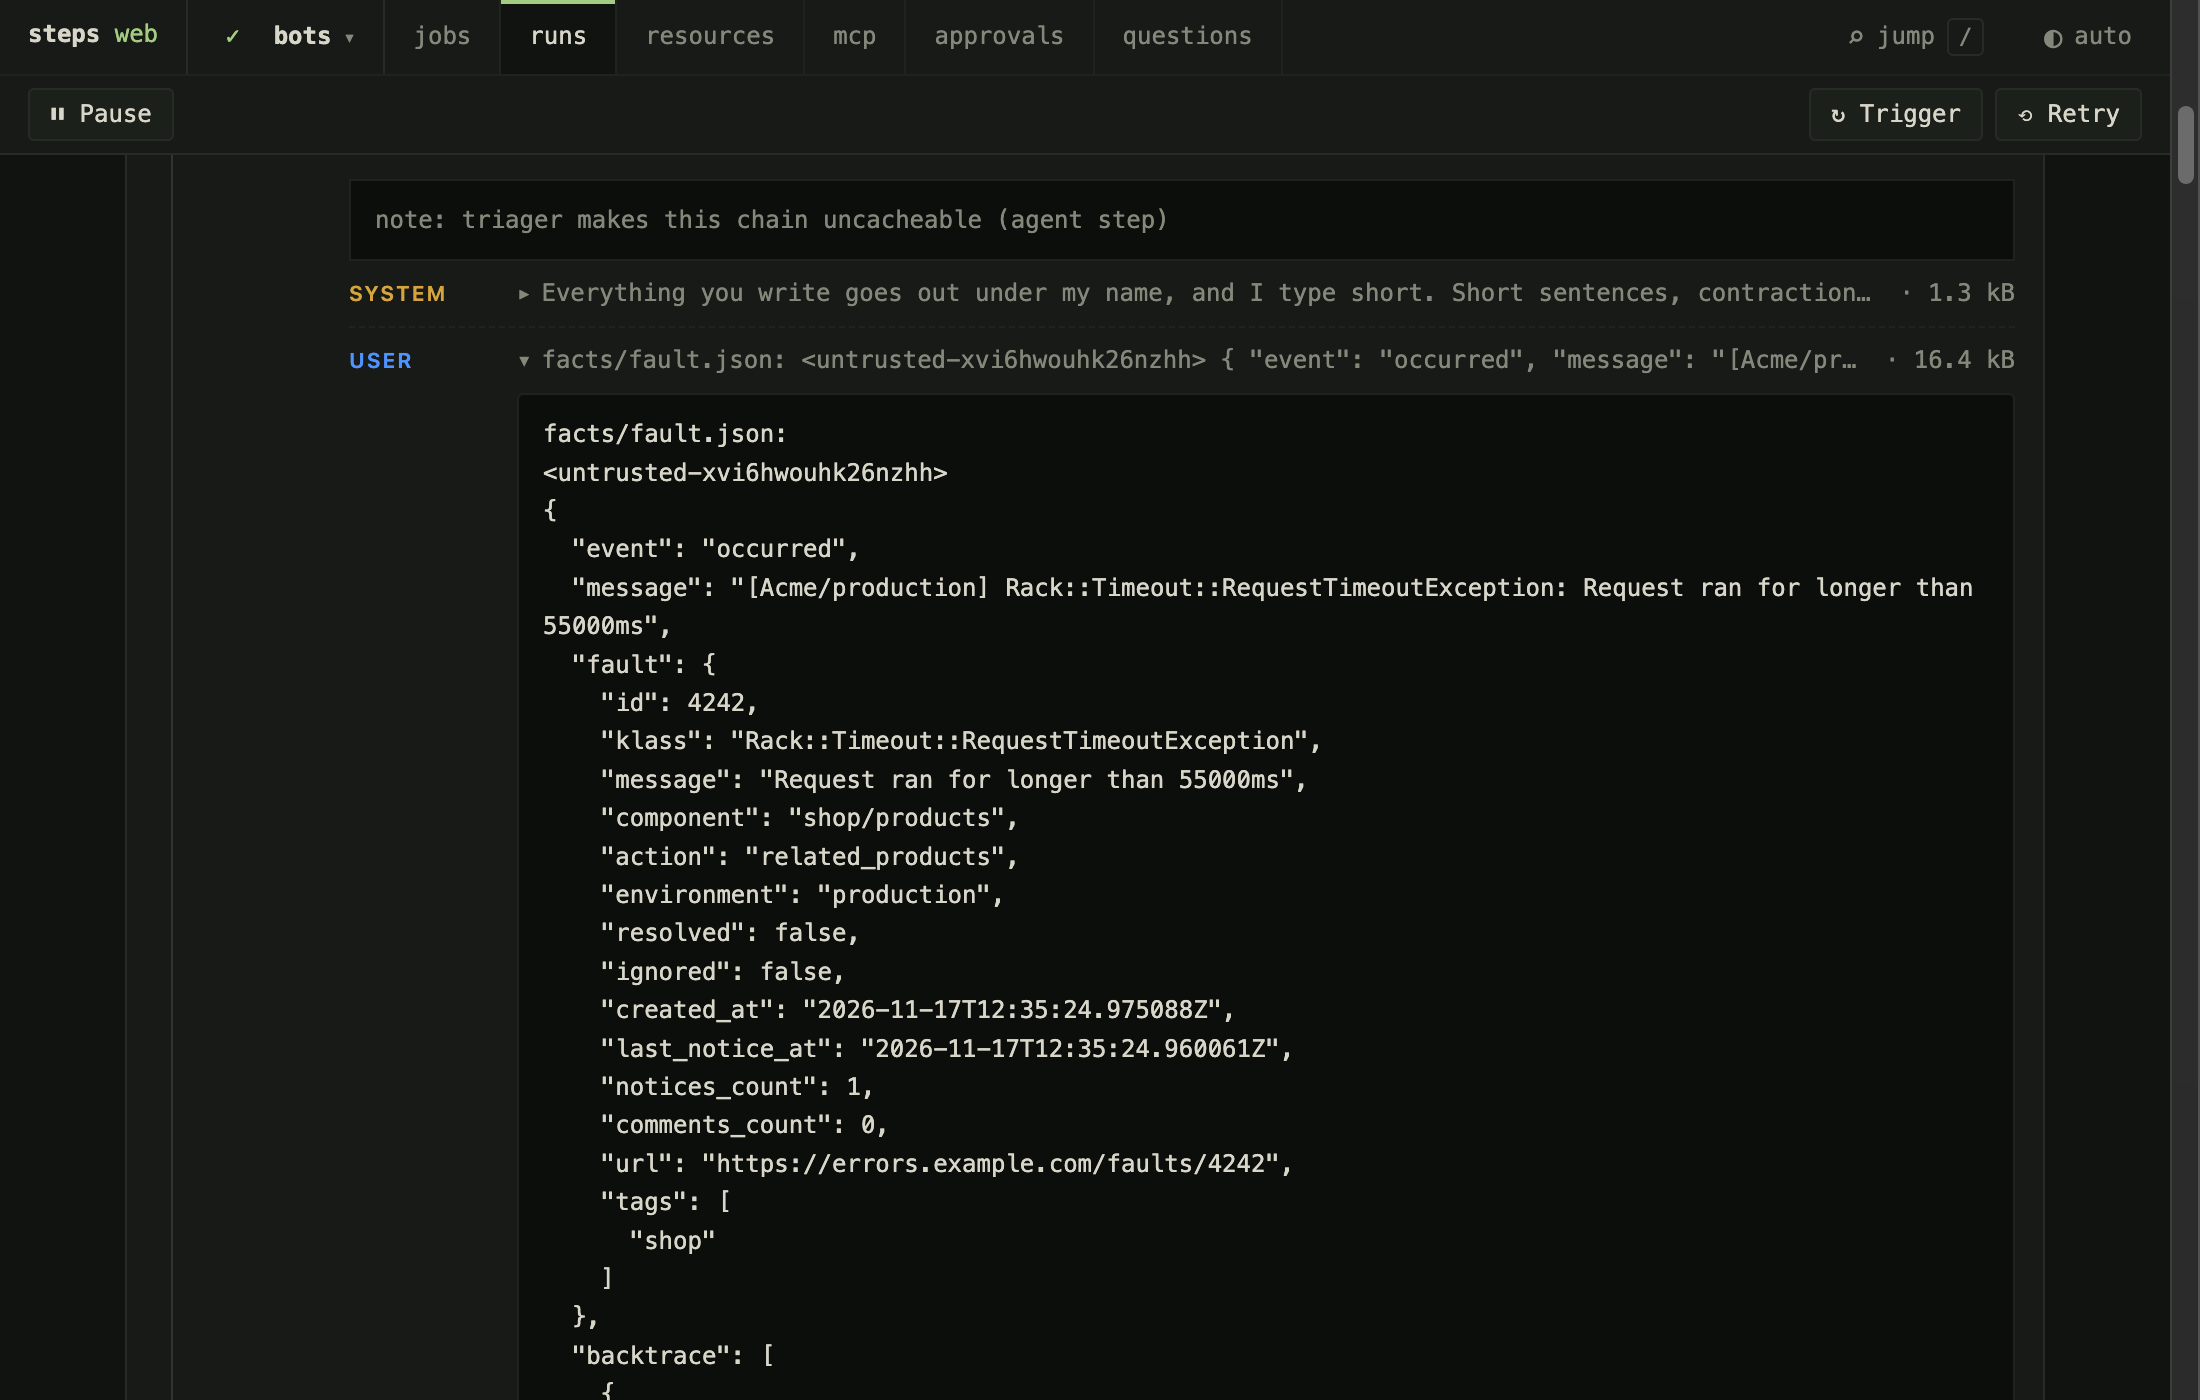 steps web ✓ bots ▾ jobs runs resources mcp approvals questions ⌕ jump / ◐ auto
⏸ Pause ↻ Trigger ⟲ Retry
note: triager makes this chain uncacheable (agent step)
SYSTEM ▸ Everything you write goes out under my name, and I type short. Short sentences, contraction… · 1.3 kB
USER ▾ facts/fault.json: <untrusted-xvi6hwouhk26nzhh> { "event": "occurred", "message": "[Acme/pr… · 16.4 kB
facts/fault.json:
<untrusted-xvi6hwouhk26nzhh>
{
  "event": "occurred",
  "message": "[Acme/production] Rack::Timeout::RequestTimeoutException: Request ran for longer than
55000ms",
  "fault": {
    "id": 4242,
    "klass": "Rack::Timeout::RequestTimeoutException",
    "message": "Request ran for longer than 55000ms",
    "component": "shop/products",
    "action": "related_products",
    "environment": "production",
    "resolved": false,
    "ignored": false,
    "created_at": "2026-11-17T12:35:24.975088Z",
    "last_notice_at": "2026-11-17T12:35:24.960061Z",
    "notices_count": 1,
    "comments_count": 0,
    "url": "https://errors.example.com/faults/4242",
    "tags": [
      "shop"
    ]
  },
  "backtrace": [
    {